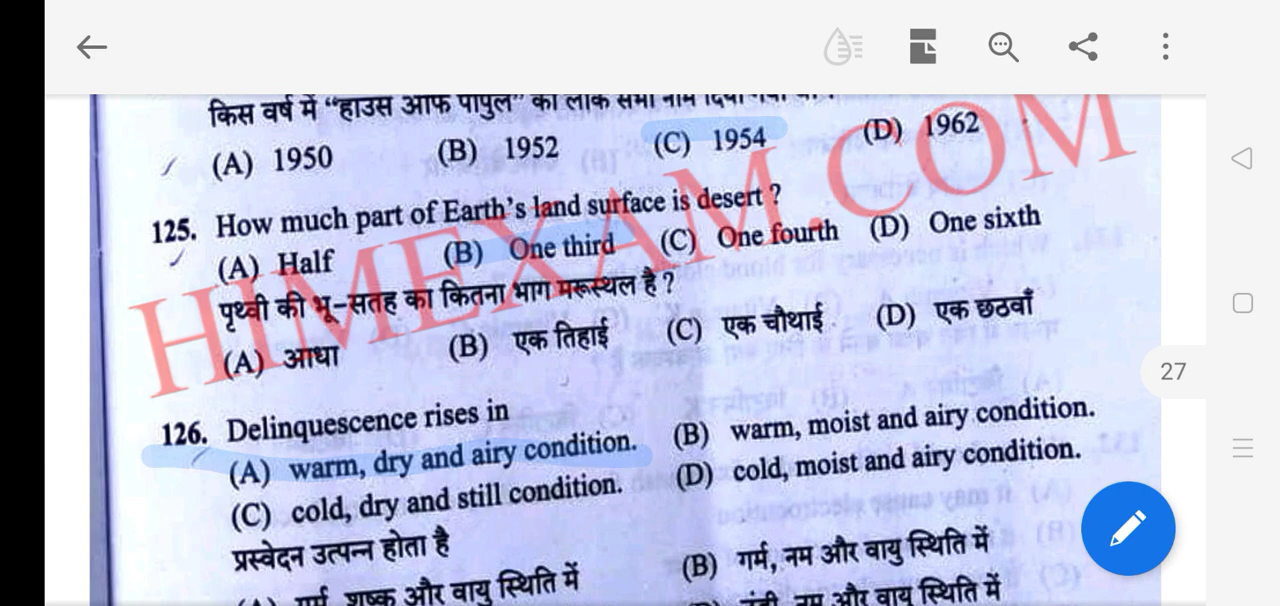 किस वर्ष में “हाउस आफ पीपुल” को लोक सभा नाम दिया गया था?
(A) 1950 (B) 1952 (C) 1954 (D) 1962
125. How much part of Earth's land surface is desert ?
(A) Half (B) One third (C) One fourth (D) One sixth
पृथ्वी की भू-सतह का कितना भाग मरूस्थल है ?
(A) आधा (B) एक तिहाई (C) एक चौथाई (D) एक छठवाँ
126. Delinquescence rises in
(A) warm, dry and airy condition. (B) warm, moist and airy condition.
(C) cold, dry and still condition. (D) cold, moist and airy condition.
प्रस्वेदन उत्पन्न होता है
(A) गर्म, शुष्क और वायु स्थिति में (B) गर्म, नम और वायु स्थिति में
ठंडी, नम और वायु स्थिति में
HIMEXAM.COM
27